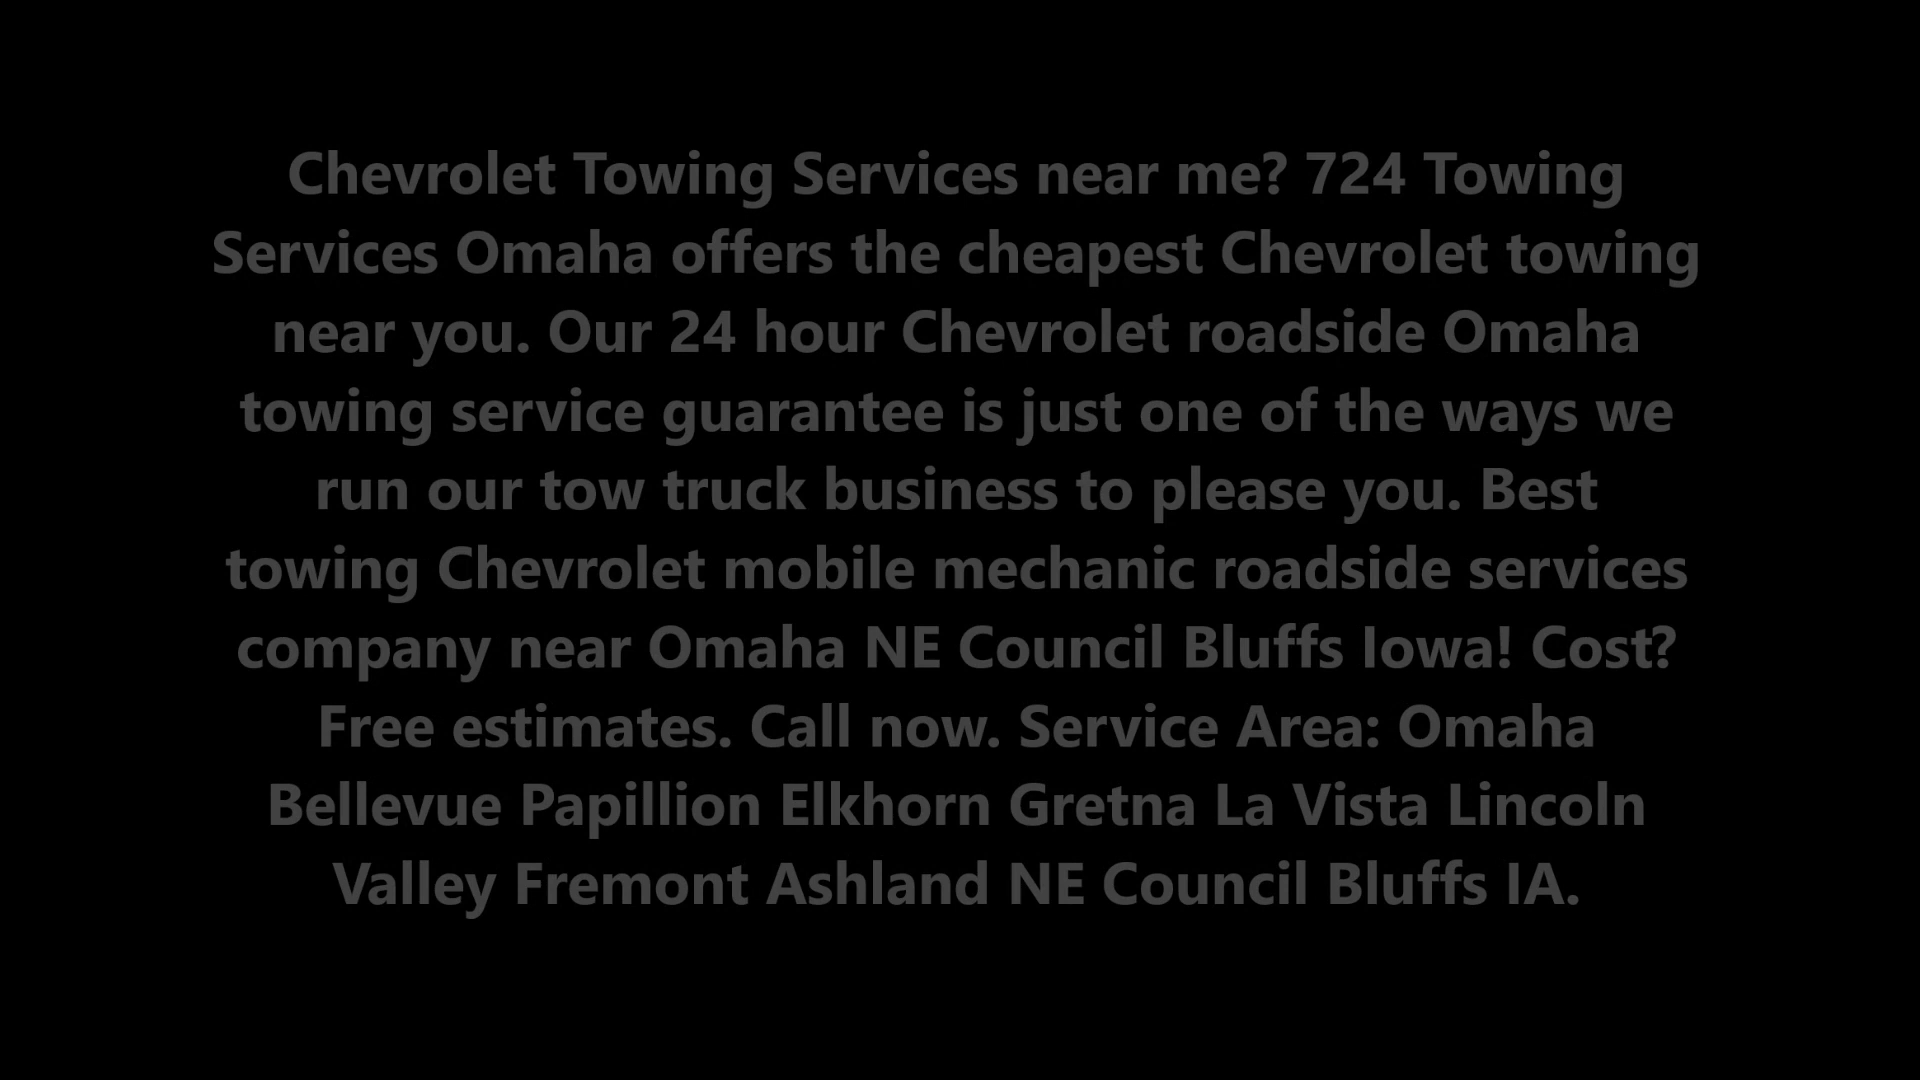 Chevrolet Towing Services near me? 724 Towing
Services Omaha offers the cheapest Chevrolet towing
near you. Our 24 hour Chevrolet roadside Omaha
towing service guarantee is just one of the ways we
run our tow truck business to please you. Best
towing Chevrolet mobile mechanic roadside services
company near Omaha NE Council Bluffs Iowa! Cost?
Free estimates. Call now. Service Area: Omaha
Bellevue Papillion Elkhorn Gretna La Vista Lincoln
Valley Fremont Ashland NE Council Bluffs IA.